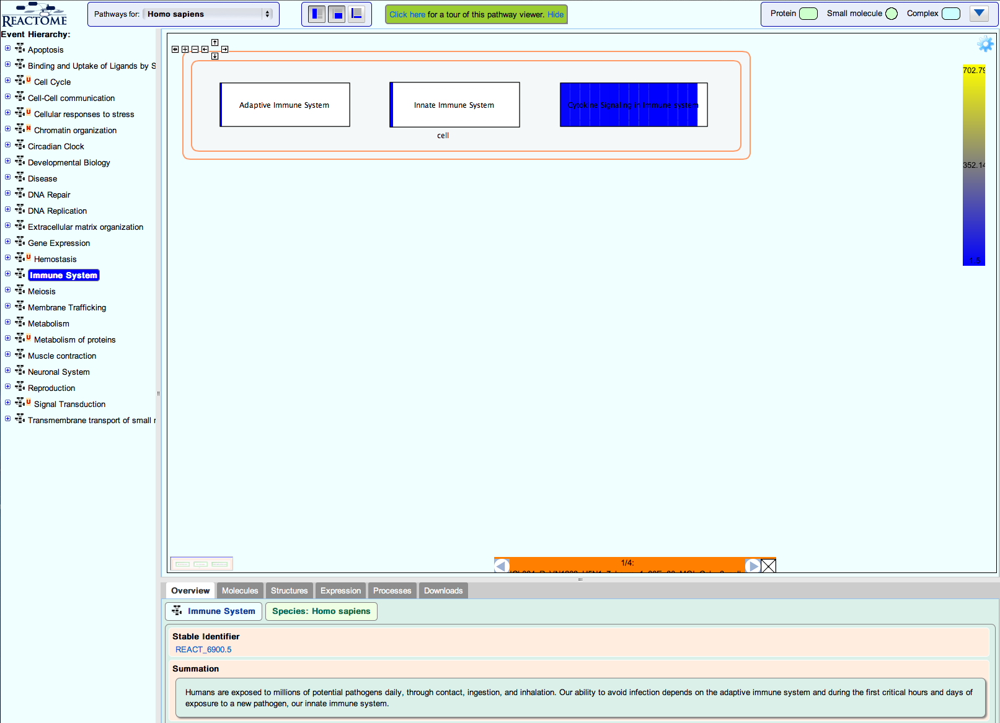 REACTOME
Pathways for: Homo sapiens
Click here for a tour of this pathway viewer. Hide
Protein
Small molecule
Complex
Event Hierarchy:
Apoptosis
Binding and Uptake of Ligands by S
U Cell Cycle
Cell-Cell communication
U Cellular responses to stress
N Chromatin organization
Circadian Clock
Developmental Biology
Disease
DNA Repair
DNA Replication
Extracellular matrix organization
Gene Expression
U Hemostasis
Immune System
Meiosis
Membrane Trafficking
Metabolism
U Metabolism of proteins
Muscle contraction
Neuronal System
Reproduction
U Signal Transduction
Transmembrane transport of small r
Adaptive Immune System
Innate Immune System
Cytokine Signaling in Immune system
cell
702.79
352.14
1.5
1/4:
Overview
Molecules
Structures
Expression
Processes
Downloads
Immune System
Species: Homo sapiens
Stable Identifier
REACT_6900.5
Summation
Humans are exposed to millions of potential pathogens daily, through contact, ingestion, and inhalation. Our ability to avoid infection depends on the adaptive immune system and during the first critical hours and days of
exposure to a new pathogen, our innate immune system.